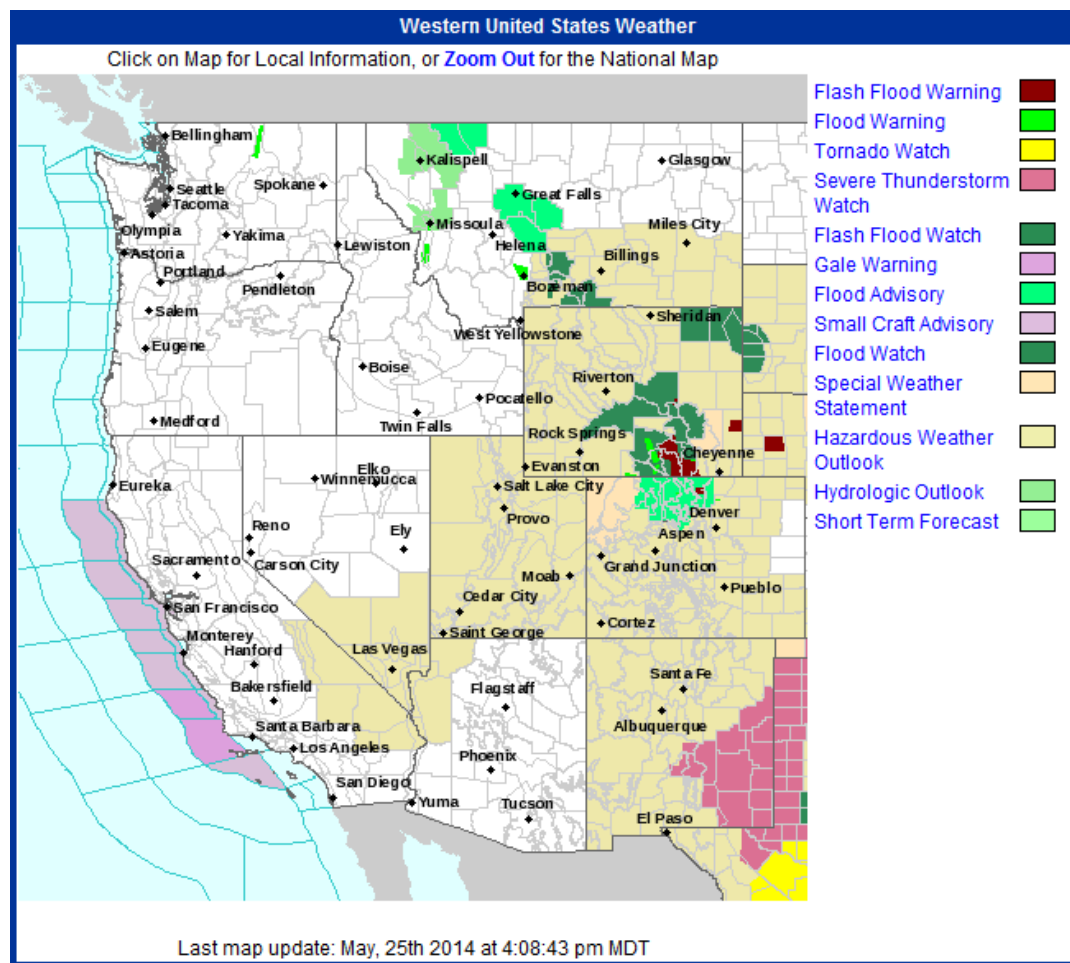 Western United States Weather
Click on Map for Local Information, or Zoom Out for the National Map
Flash Flood Warning
Flood Warning
Tornado Watch
Severe Thunderstorm
Watch
Flash Flood Watch
Gale Warning
Flood Advisory
Small Craft Advisory
Flood Watch
Special Weather
Statement
Hazardous Weather
Outlook
Hydrologic Outlook
Short Term Forecast
Bellingham
Kalispell
Glasgow
Seattle
Spokane
Great Falls
Tacoma
Olympia
Yakima
Missoula
Miles City
Lewiston
Helena
Astoria
Billings
Portland
Pendleton
Bozeman
Salem
Sheridan
West Yellowstone
Eugene
Boise
Riverton
Pocatello
Medford
Twin Falls
Rock Springs
Cheyenne
Evanston
Elko
Winnemucca
Eureka
Salt Lake City
Provo
Denver
Reno
Ely
Aspen
Sacramento
Carson City
Grand Junction
Moab
Pueblo
San Francisco
Cedar City
Cortez
Monterey
Saint George
Hanford
Las Vegas
Santa Fe
Bakersfield
Flagstaff
Albuquerque
Santa Barbara
Los Angeles
Phoenix
San Diego
Yuma
Tucson
El Paso
Last map update: May, 25th 2014 at 4:08:43 pm MDT